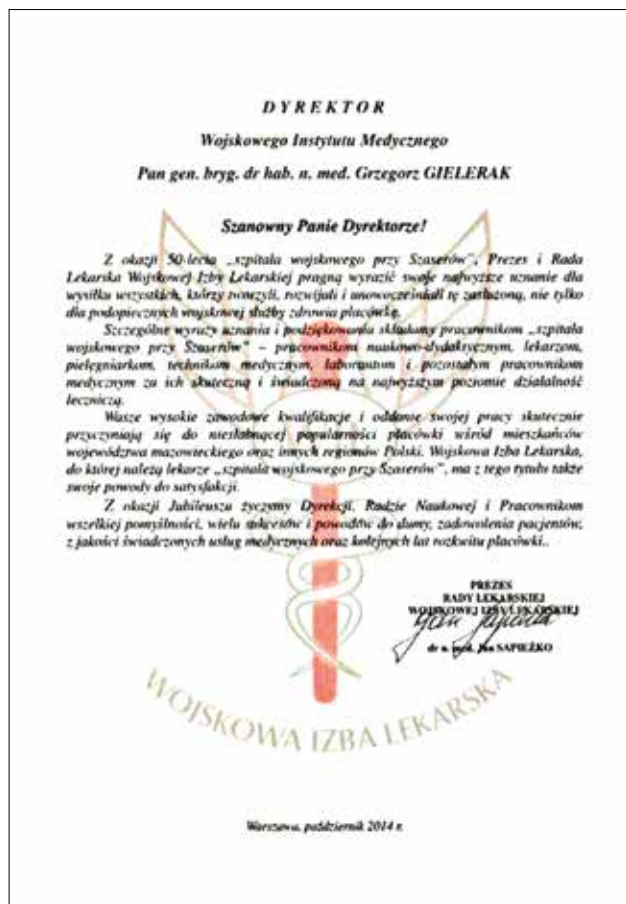 DYREKTOR
Wojskowego Instytutu Medycznego
Pan gen. bryg. dr hab. n. med. Grzegorz GIELERAK
Szanowny Panie Dyrektorze!
Z okazji 50-lecia „szpitala wojskowego przy Szaserów”, Prezes i Rada
Lekarska Wojskowej Izby Lekarskiej pragną wyrazić swoje najwyższe uznanie dla
wysiłku wszystkich, którzy tworzyli, rozwijali i unowocześniali tę zasłużoną, nie tylko
dla podopiecznych wojskowej służby zdrowia placówkę.
Szczególne wyrazy uznania i podziękowania składamy pracownikom „szpitala
wojskowego przy Szaserów” – pracownikom naukowo-dydaktycznym, lekarzom,
pielęgniarkom, technikom medycznym, laborantom i pozostałym pracownikom
medycznym za ich skuteczną i świadczoną na najwyższym poziomie działalność
leczniczą.
Wasze wysokie zawodowe kwalifikacje i oddanie swojej pracy skutecznie
przyczyniają się do niesłabnącej popularności placówki wśród mieszkańców
województwa mazowieckiego oraz innych regionów Polski. Wojskowa Izba Lekarska,
do której należą lekarze „szpitala wojskowego przy Szaserów”, ma z tego tytułu także
swoje powody do satysfakcji.
Z okazji Jubileuszu życzymy Dyrekcji, Radzie Naukowej i Pracownikom
wszelkiej pomyślności, wielu sukcesów i powodów do dumy, zadowolenia pacjentów,
z jakości świadczonych usług medycznych oraz kolejnych lat rozkwitu placówki..
PREZES
RADY LEKARSKIEJ
WOJSKOWEJ IZBY LEKARSKIEJ
dr n. med. Jan SAPIEŻKO
WOJSKOWA IZBA LEKARSKA
Warszawa, październik 2014 r.